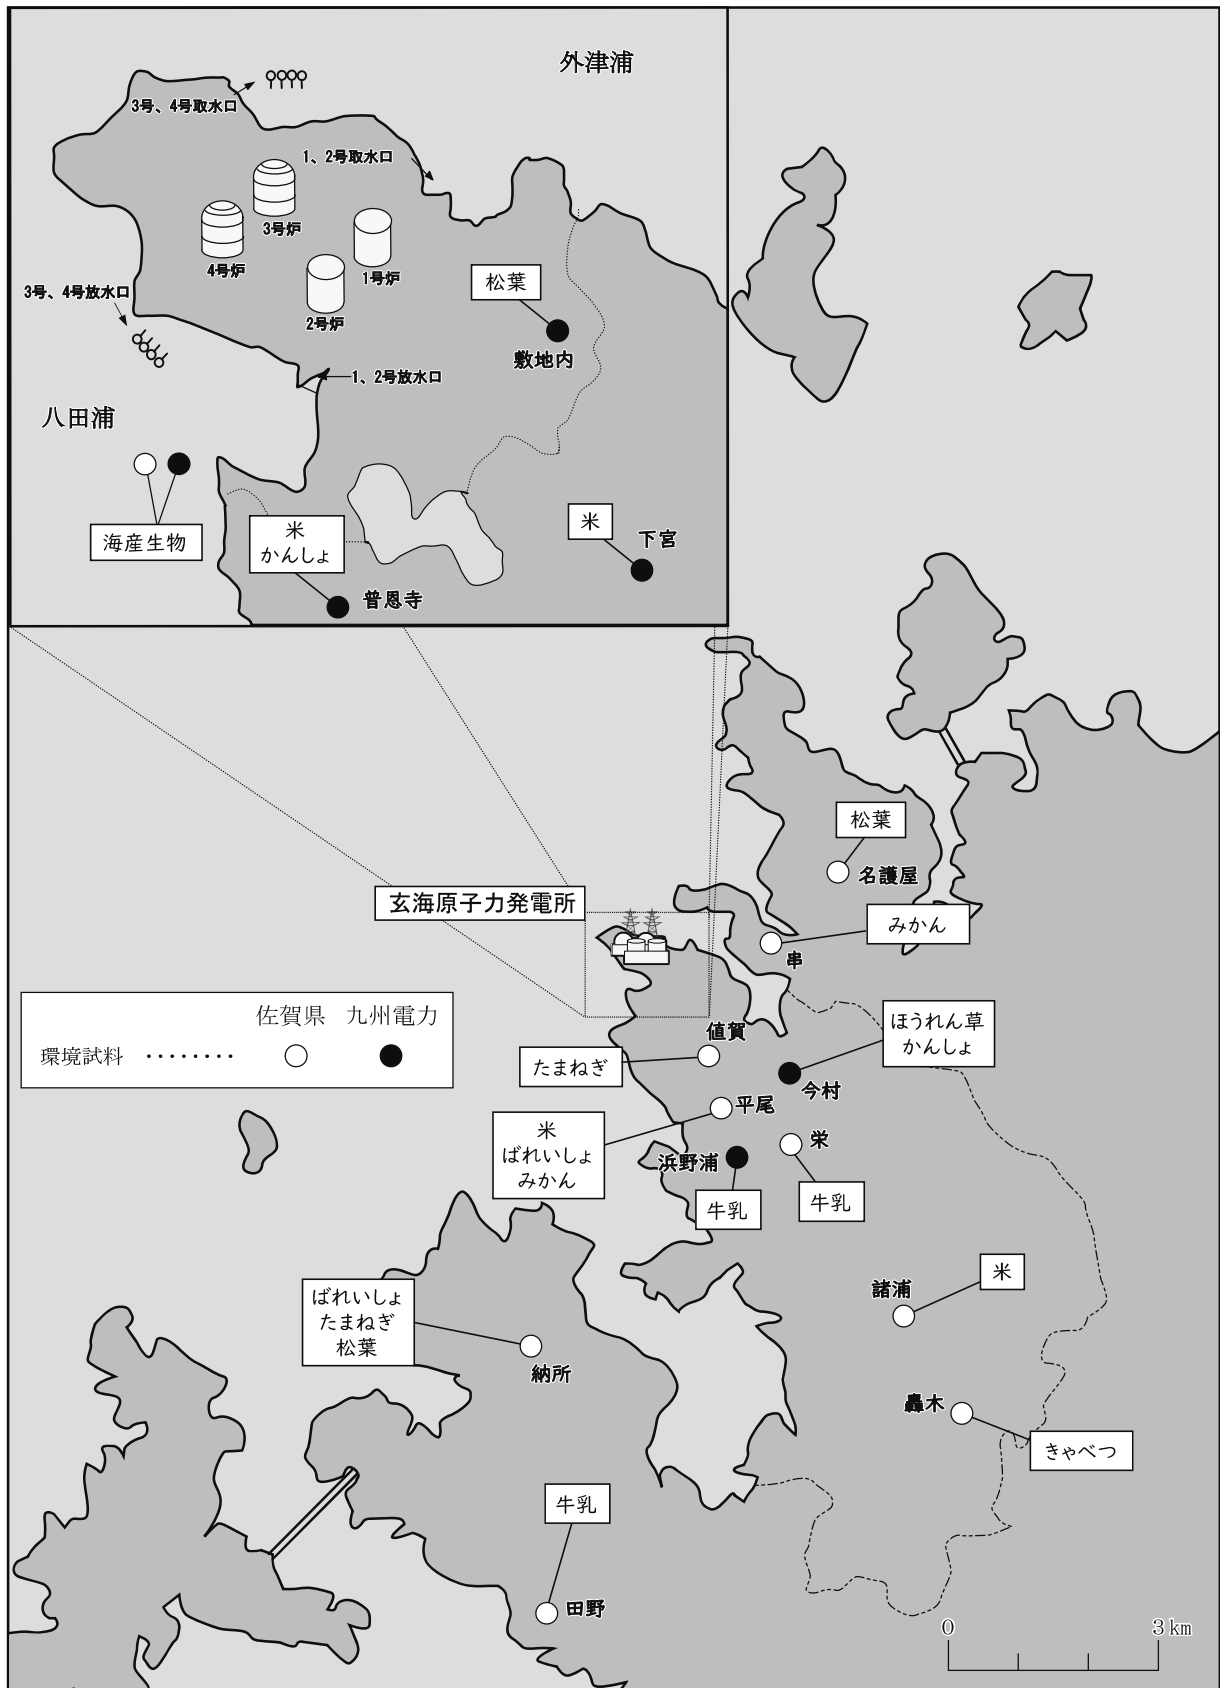 外津浦
3号、4号取水口
1、2号取水口
3号炉
4号炉
1号炉
2号炉
松葉
敷地内
3号、4号放水口
1、2号放水口
八田浦
海産生物
米
かんしょ
普恩寺
米
下宮
松葉
名護屋
玄海原子力発電所
みかん
串
佐賀県 九州電力
環境試料 ‥‥‥‥
値賀
たまねぎ
ほうれん草
かんしょ
今村
平尾
米
ばれいしょ
みかん
栄
浜野浦
牛乳
牛乳
諸浦
米
ばれいしょ
たまねぎ
松葉
納所
轟木
きゃべつ
牛乳
田野
0 3km